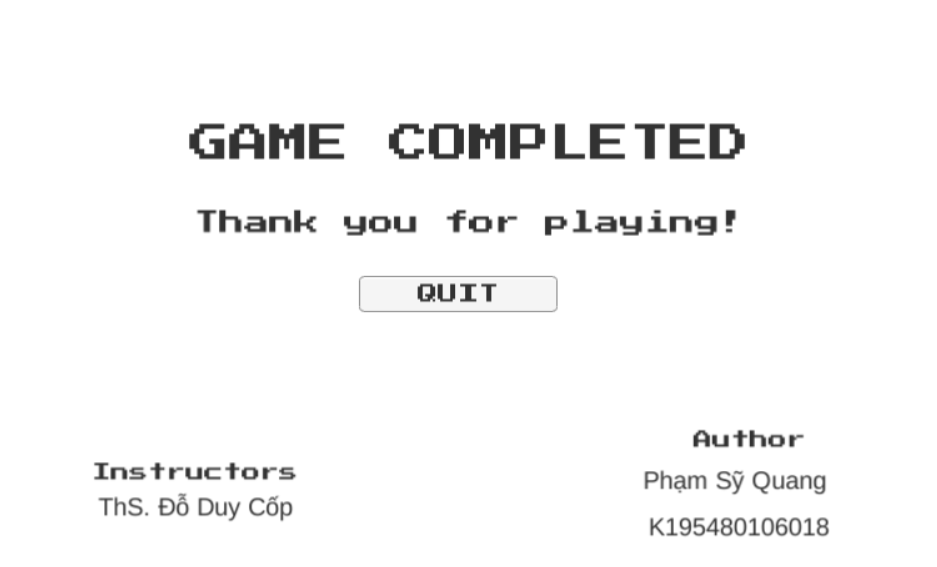 GAME COMPLETED
Thank you for playing!
QUIT
Instructors
ThS. Đỗ Duy Cốp
Author
Phạm Sỹ Quang
K195480106018